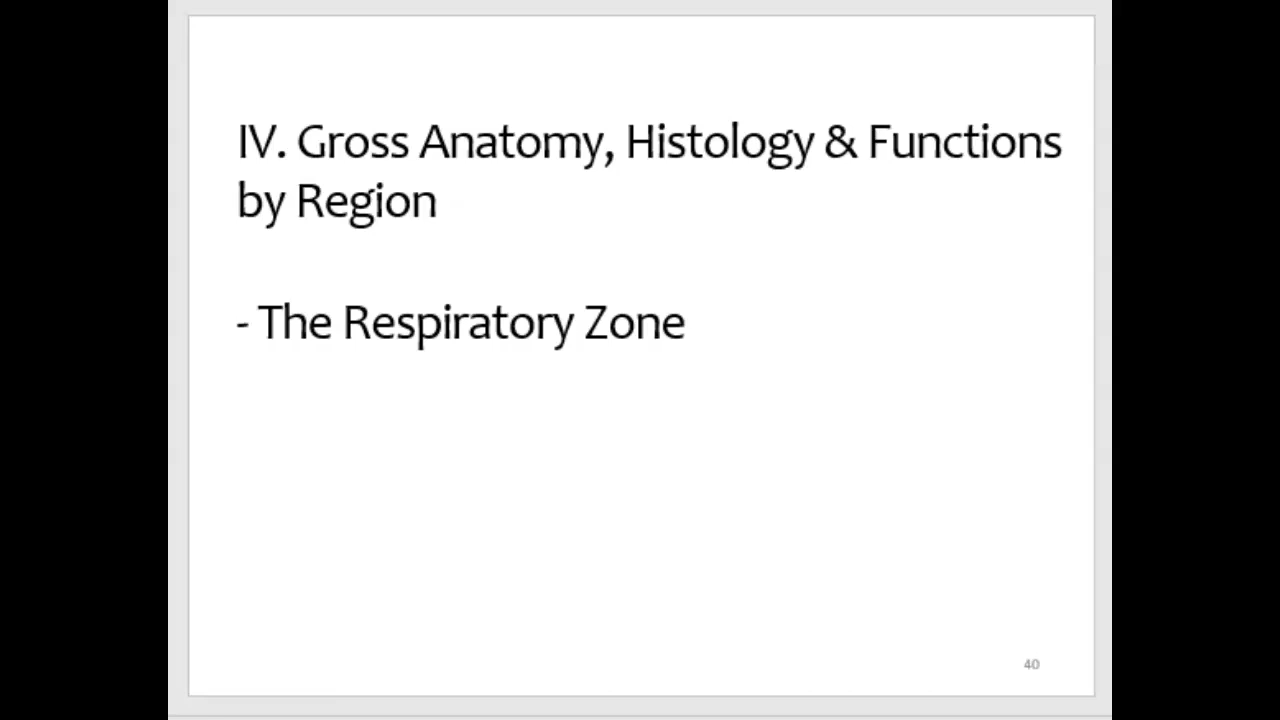 IV. Gross Anatomy, Histology & Functions
by Region
- The Respiratory Zone
40